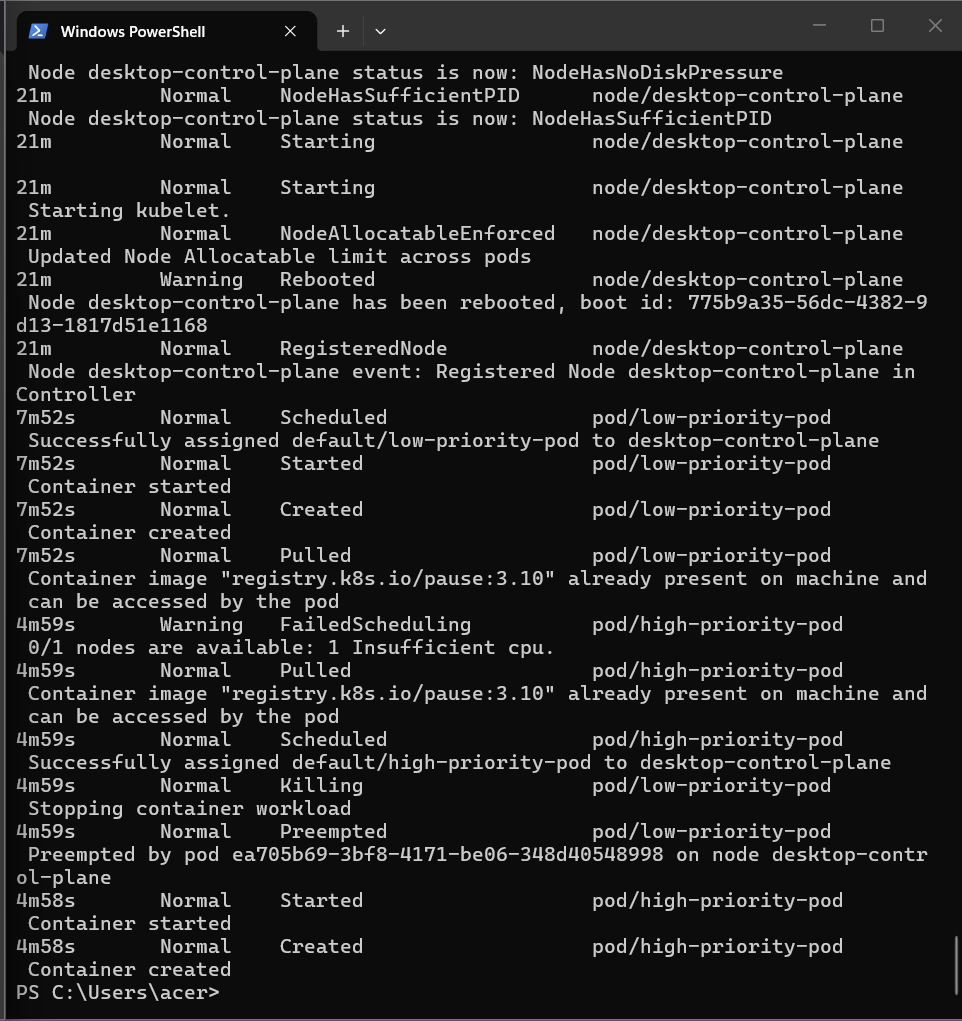 Windows PowerShell
Node desktop-control-plane status is now: NodeHasNoDiskPressure
21m Normal NodeHasSufficientPID node/desktop-control-plane
Node desktop-control-plane status is now: NodeHasSufficientPID
21m Normal Starting node/desktop-control-plane
21m Normal Starting node/desktop-control-plane
Starting kubelet.
21m Normal NodeAllocatableEnforced node/desktop-control-plane
Updated Node Allocatable limit across pods
21m Warning Rebooted node/desktop-control-plane
Node desktop-control-plane has been rebooted, boot id: 775b9a35-56dc-4382-9
d13-1817d51e1168
21m Normal RegisteredNode node/desktop-control-plane
Node desktop-control-plane event: Registered Node desktop-control-plane in
Controller
7m52s Normal Scheduled pod/low-priority-pod
Successfully assigned default/low-priority-pod to desktop-control-plane
7m52s Normal Started pod/low-priority-pod
Container started
7m52s Normal Created pod/low-priority-pod
Container created
7m52s Normal Pulled pod/low-priority-pod
Container image "registry.k8s.io/pause:3.10" already present on machine and
can be accessed by the pod
4m59s Warning FailedScheduling pod/high-priority-pod
0/1 nodes are available: 1 Insufficient cpu.
4m59s Normal Pulled pod/high-priority-pod
Container image "registry.k8s.io/pause:3.10" already present on machine and
can be accessed by the pod
4m59s Normal Scheduled pod/high-priority-pod
Successfully assigned default/high-priority-pod to desktop-control-plane
4m59s Normal Killing pod/low-priority-pod
Stopping container workload
4m59s Normal Preempted pod/low-priority-pod
Preempted by pod ea705b69-3bf8-4171-be06-348d40548998 on node desktop-contr
ol-plane
4m58s Normal Started pod/high-priority-pod
Container started
4m58s Normal Created pod/high-priority-pod
Container created
PS C:\Users\acer>